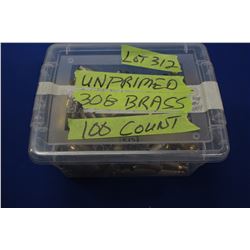 LOT 312
UNPRIMED
308 BRASS
100 COUNT